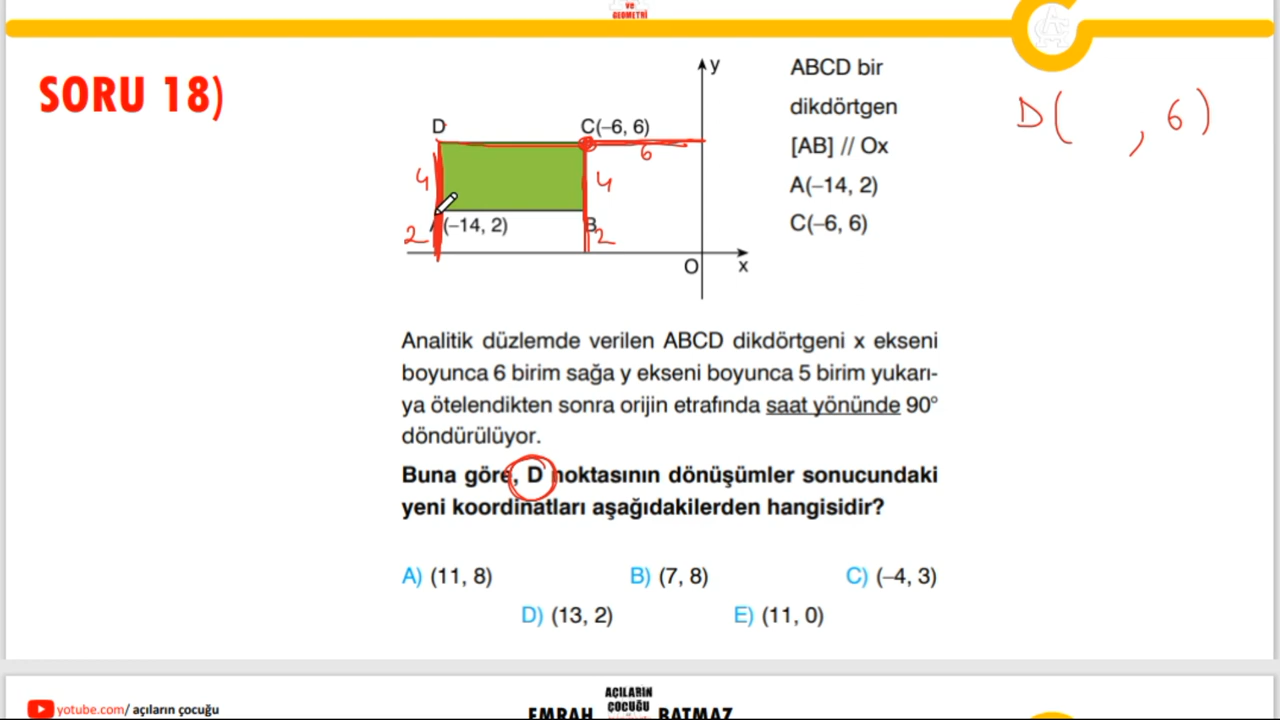 VE
GEOMETRİ
SORU 18)
y
D
C(–6, 6)
6
4
4
(–14, 2)
B
2
2
O
x
ABCD bir
dikdörtgen
[AB] // Ox
A(–14, 2)
C(–6, 6)
D( , 6)
Analitik düzlemde verilen ABCD dikdörtgeni x ekseni
boyunca 6 birim sağa y ekseni boyunca 5 birim yukarı-
ya ötelendikten sonra orijin etrafında saat yönünde 90°
döndürülüyor.
Buna göre, D noktasının dönüşümler sonucundaki
yeni koordinatları aşağıdakilerden hangisidir?
A) (11, 8)
B) (7, 8)
C) (–4, 3)
D) (13, 2)
E) (11, 0)
yotube.com/ açıların çocuğu
AÇILARIN
ÇOCUĞU
EMRAH BATMAZ